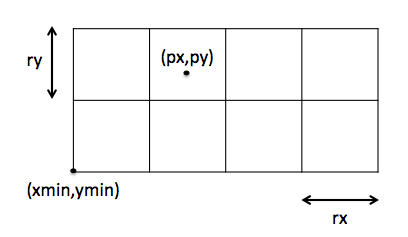 ry
(px,py)
(xmin,ymin)
rx